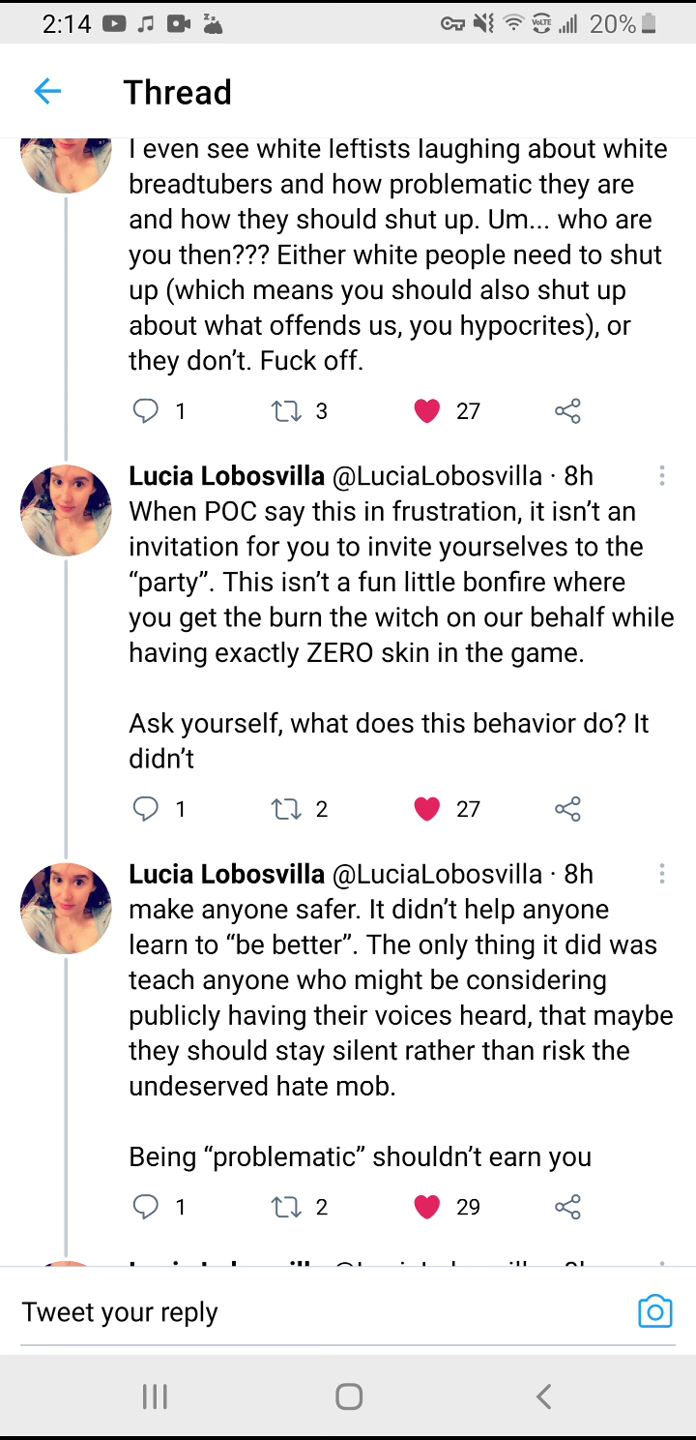 2:14
VoLTE
20%
Thread
I even see white leftists laughing about white
breadtubers and how problematic they are
and how they should shut up. Um... who are
you then??? Either white people need to shut
up (which means you should also shut up
about what offends us, you hypocrites), or
they don't. Fuck off.
1 3 27
Lucia Lobosvilla @LuciaLobosvilla · 8h
When POC say this in frustration, it isn't an
invitation for you to invite yourselves to the
“party”. This isn't a fun little bonfire where
you get the burn the witch on our behalf while
having exactly ZERO skin in the game.
Ask yourself, what does this behavior do? It
didn't
1 2 27
Lucia Lobosvilla @LuciaLobosvilla · 8h
make anyone safer. It didn't help anyone
learn to “be better”. The only thing it did was
teach anyone who might be considering
publicly having their voices heard, that maybe
they should stay silent rather than risk the
undeserved hate mob.
Being “problematic” shouldn't earn you
1 2 29
Tweet your reply